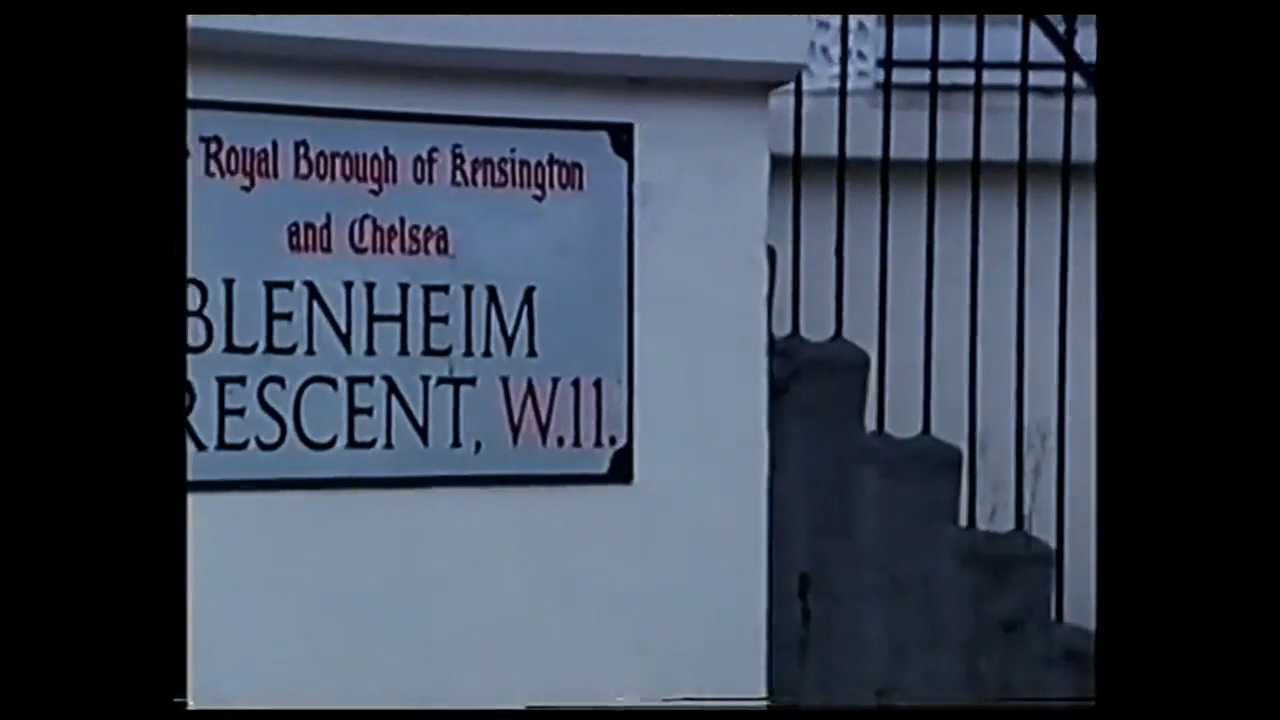 Royal Borough of Kensington
and Chelsea
BLENHEIM
RESCENT, W.11.